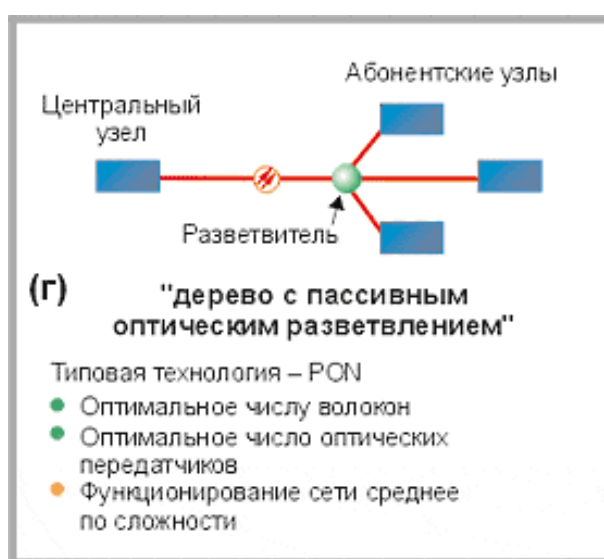 Абонентские узлы
Центральный
узел
Разветвитель
(г)
"дерево с пассивным
оптическим разветвлением"
Типовая технология – PON
Оптимальное числу волокон
Оптимальное число оптических
передатчиков
Функционирование сети среднее
по сложности